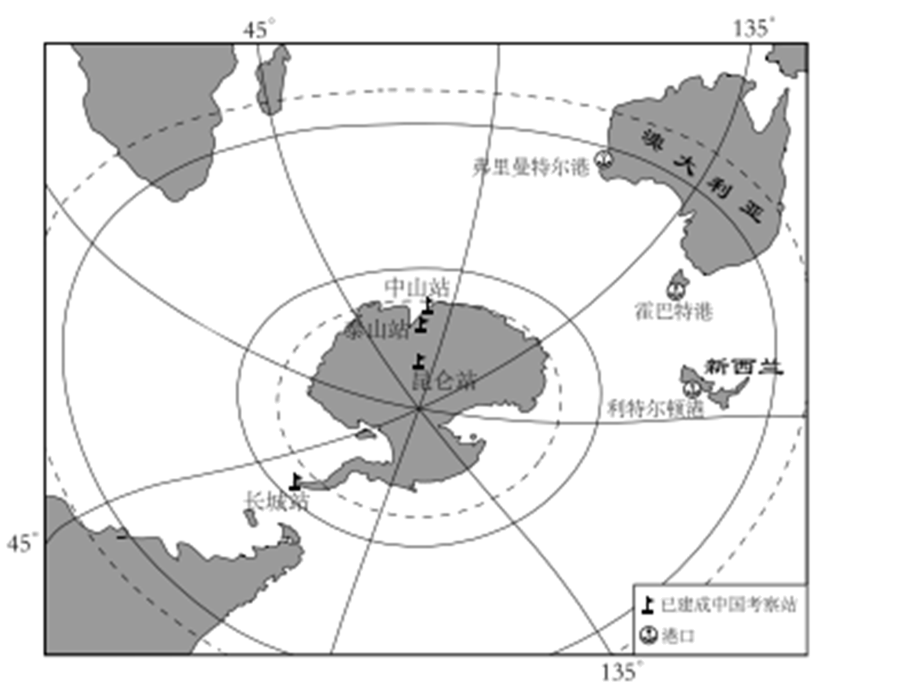 45°
135°
澳大利亚
弗里曼特尔港
中山站
霍巴特港
泰山站
新西兰
昆仑站
利特尔顿港
长城站
45°
已建成中国考察站
港口
135°